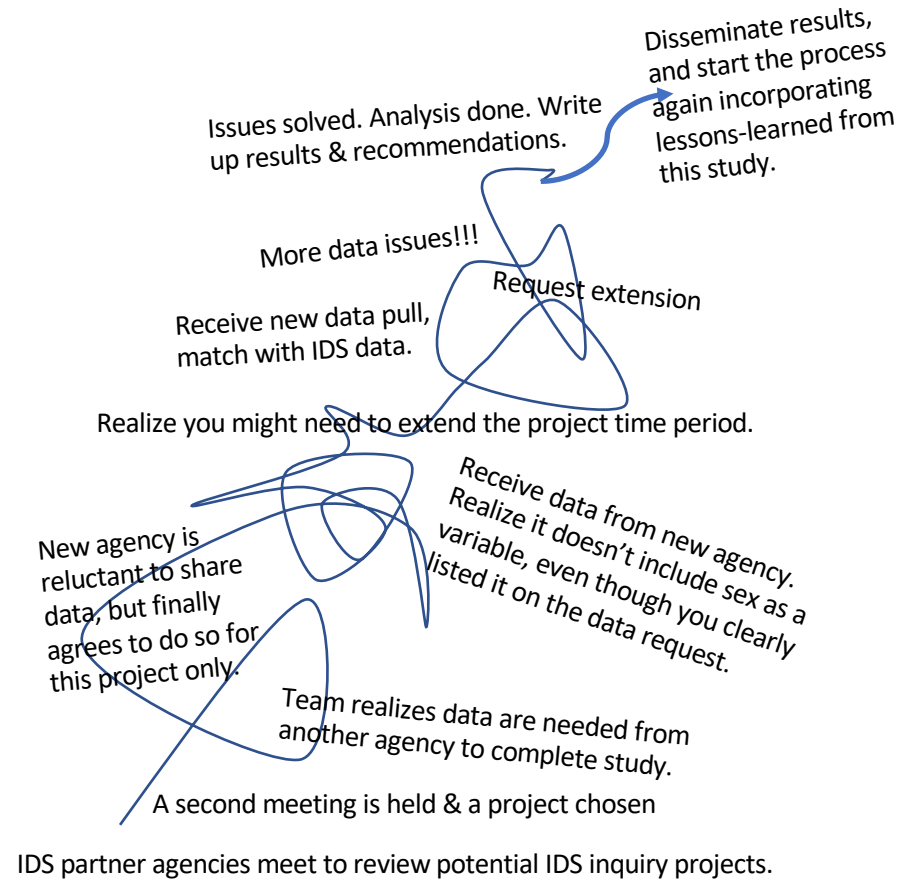 Disseminate results,
and start the process
again incorporating
lessons-learned from
this study.
Issues solved. Analysis done. Write
up results & recommendations.
More data issues!!!
Request extension
Receive new data pull,
match with IDS data.
Realize you might need to extend the project time period.
Receive data from new agency.
Realize it doesn’t include sex as a
variable, even though you clearly
listed it on the data request.
New agency is
reluctant to share
data, but finally
agrees to do so for
this project only.
Team realizes data are needed from
another agency to complete study.
A second meeting is held & a project chosen
IDS partner agencies meet to review potential IDS inquiry projects.